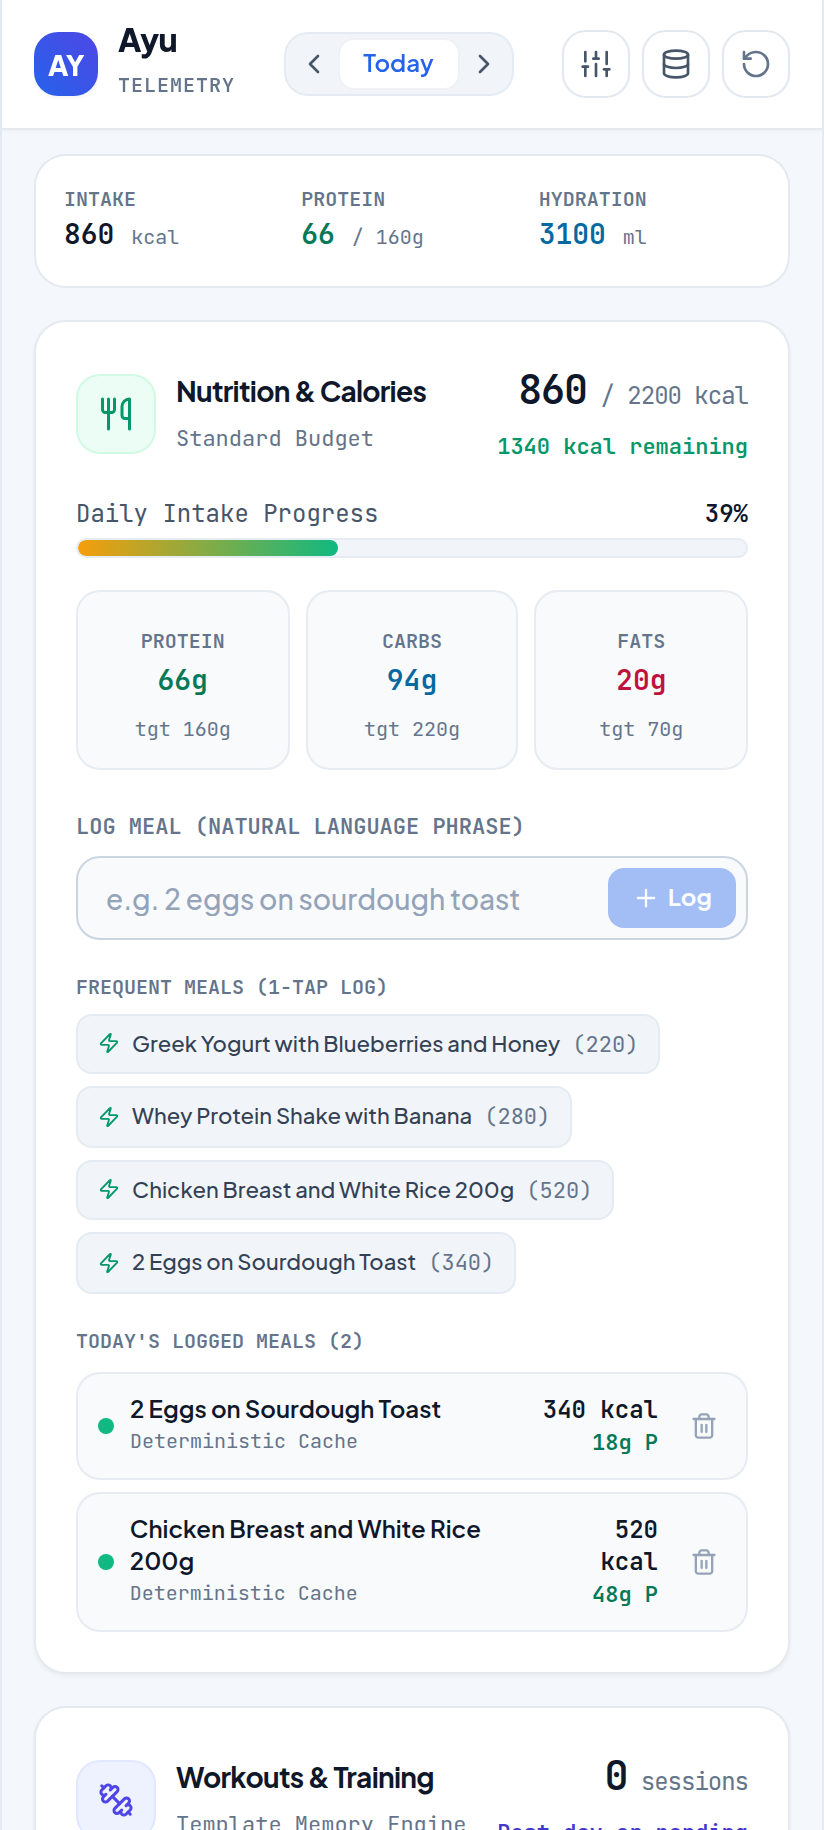 AY
Ayu
TELEMETRY
Today
INTAKE
860 kcal
PROTEIN
66 / 160g
HYDRATION
3100 ml
Nutrition & Calories
Standard Budget
860 / 2200 kcal
1340 kcal remaining
Daily Intake Progress
39%
PROTEIN
66g
tgt 160g
CARBS
94g
tgt 220g
FATS
20g
tgt 70g
LOG MEAL (NATURAL LANGUAGE PHRASE)
e.g. 2 eggs on sourdough toast
+ Log
FREQUENT MEALS (1-TAP LOG)
Greek Yogurt with Blueberries and Honey (220)
Whey Protein Shake with Banana (280)
Chicken Breast and White Rice 200g (520)
2 Eggs on Sourdough Toast (340)
TODAY'S LOGGED MEALS (2)
2 Eggs on Sourdough Toast
Deterministic Cache
340 kcal
18g P
Chicken Breast and White Rice
200g
Deterministic Cache
520
kcal
48g P
Workouts & Training
Template Memory Engine
0 sessions
Rest day or pending